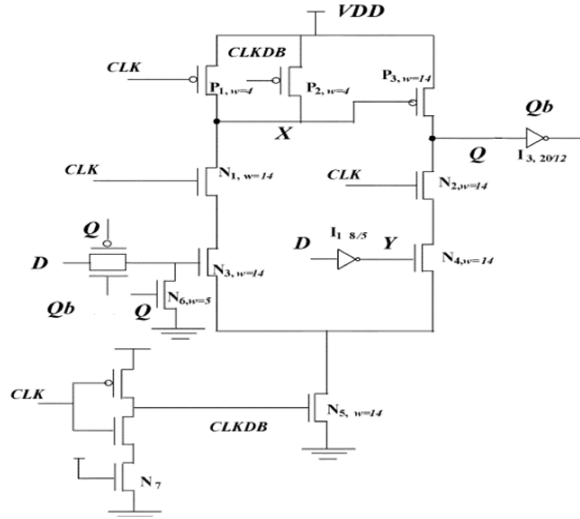 VDD
CLK
CLKDB
P1, w=4
P2, w=4
P3, w=14
X
Qb
Q
I 3, 20/12
CLK
N1, w=14
CLK
N2,w=14
Q
D
N3, w=14
D
I1 8/5
Y
N4,w=14
Qb
Q
N6,w=5
CLK
CLKDB
N5, w=14
N7